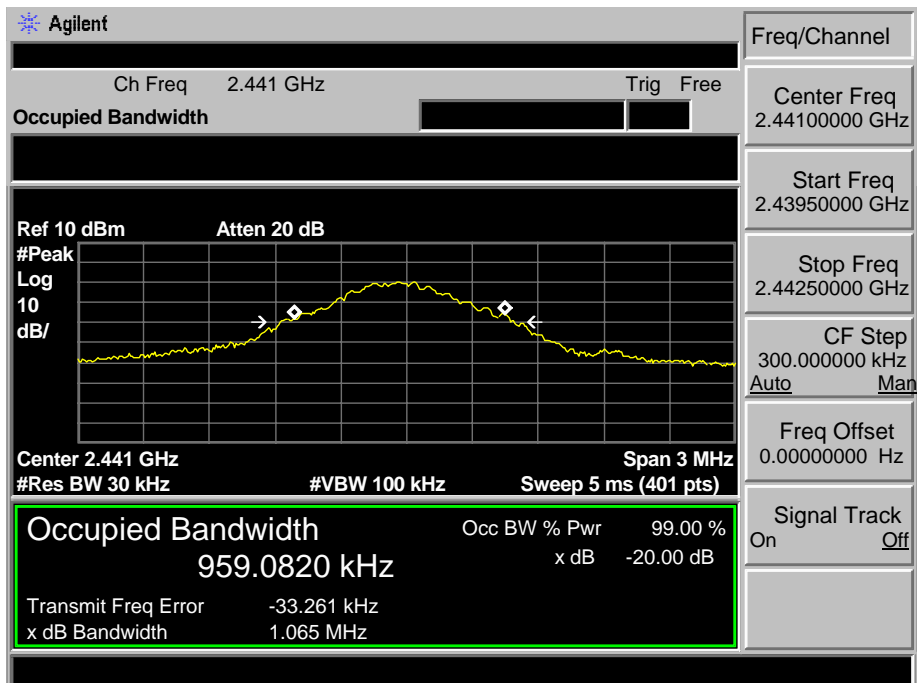 Agilent
Freq/Channel
Ch Freq 2.441 GHz Trig Free
Occupied Bandwidth
Center Freq
2.44100000 GHz
Start Freq
2.43950000 GHz
Ref 10 dBm Atten 20 dB
#Peak
Log
10
dB/
Stop Freq
2.44250000 GHz
CF Step
300.000000 kHz
Auto Man
Freq Offset
0.00000000 Hz
Center 2.441 GHz Span 3 MHz
#Res BW 30 kHz #VBW 100 kHz Sweep 5 ms (401 pts)
Signal Track
On Off
Occupied Bandwidth Occ BW % Pwr 99.00 %
959.0820 kHz x dB -20.00 dB
Transmit Freq Error -33.261 kHz
x dB Bandwidth 1.065 MHz